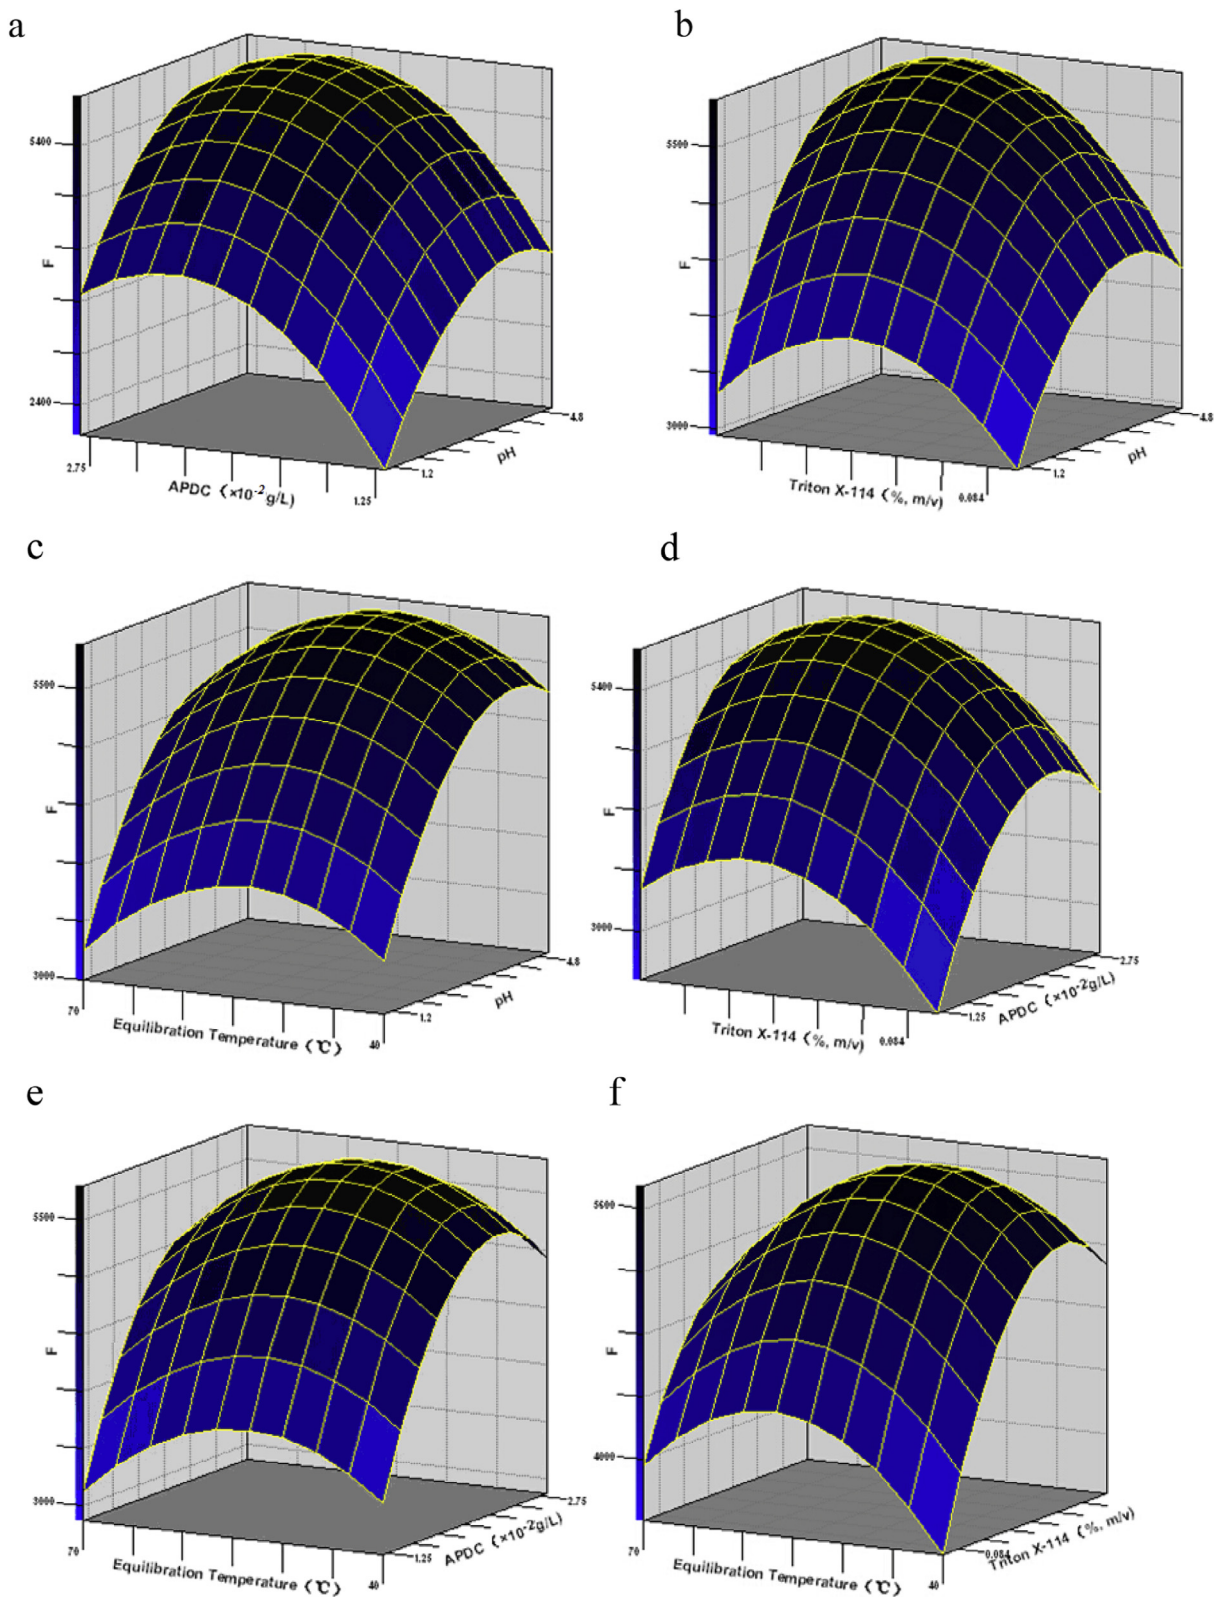 a
5400
F
2400
2.75
APDC (×10-2 g/L)
1.25
1.2
pH
4.8
b
5500
F
3000
Triton X-114 (%, m/v)
0.084
1.2
pH
4.8
c
5500
F
3000
70
Equilibration Temperature (℃)
40
1.2
pH
4.8
d
5400
F
3000
Triton X-114 (%, m/v)
0.084
1.25
APDC (×10-2g/L)
2.75
e
5500
F
3000
70
Equilibration Temperature (℃)
40
1.25
APDC (×10-2g/L)
2.75
f
5600
F
4000
70
Equilibration Temperature (℃)
40
0.084
Triton X-114 (%, m/v)